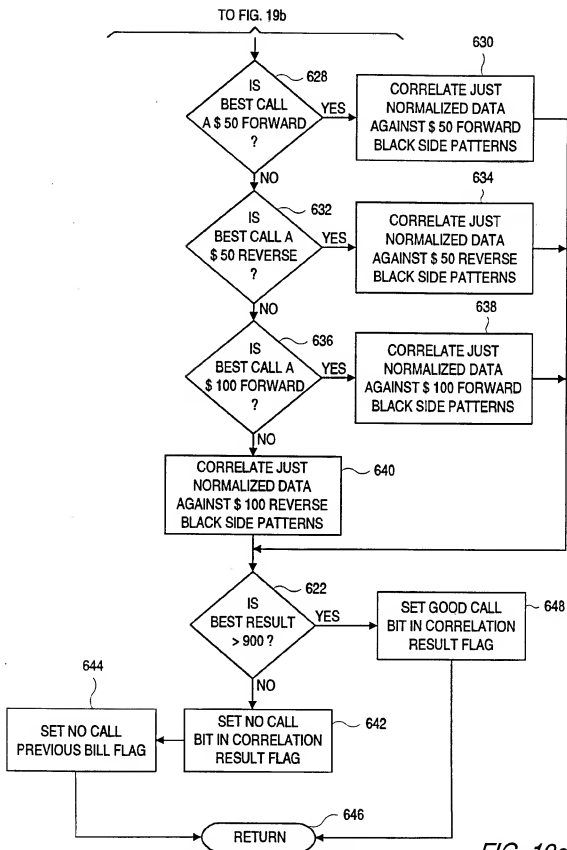 TO FIG. 19b
628
IS
BEST CALL
A $ 50 FORWARD
?
YES
NO
630
CORRELATE JUST
NORMALIZED DATA
AGAINST $ 50 FORWARD
BLACK SIDE PATTERNS
632
IS
BEST CALL A
$ 50 REVERSE
?
YES
NO
634
CORRELATE JUST
NORMALIZED DATA
AGAINST $ 50 REVERSE
BLACK SIDE PATTERNS
636
IS
BEST CALL A
$ 100 FORWARD
?
YES
NO
638
CORRELATE JUST
NORMALIZED DATA
AGAINST $ 100 FORWARD
BLACK SIDE PATTERNS
640
CORRELATE JUST
NORMALIZED DATA
AGAINST $ 100 REVERSE
BLACK SIDE PATTERNS
622
IS
BEST RESULT
> 900 ?
YES
NO
648
SET GOOD CALL
BIT IN CORRELATION
RESULT FLAG
644
SET NO CALL
PREVIOUS BILL FLAG
642
SET NO CALL
BIT IN CORRELATION
RESULT FLAG
646
RETURN